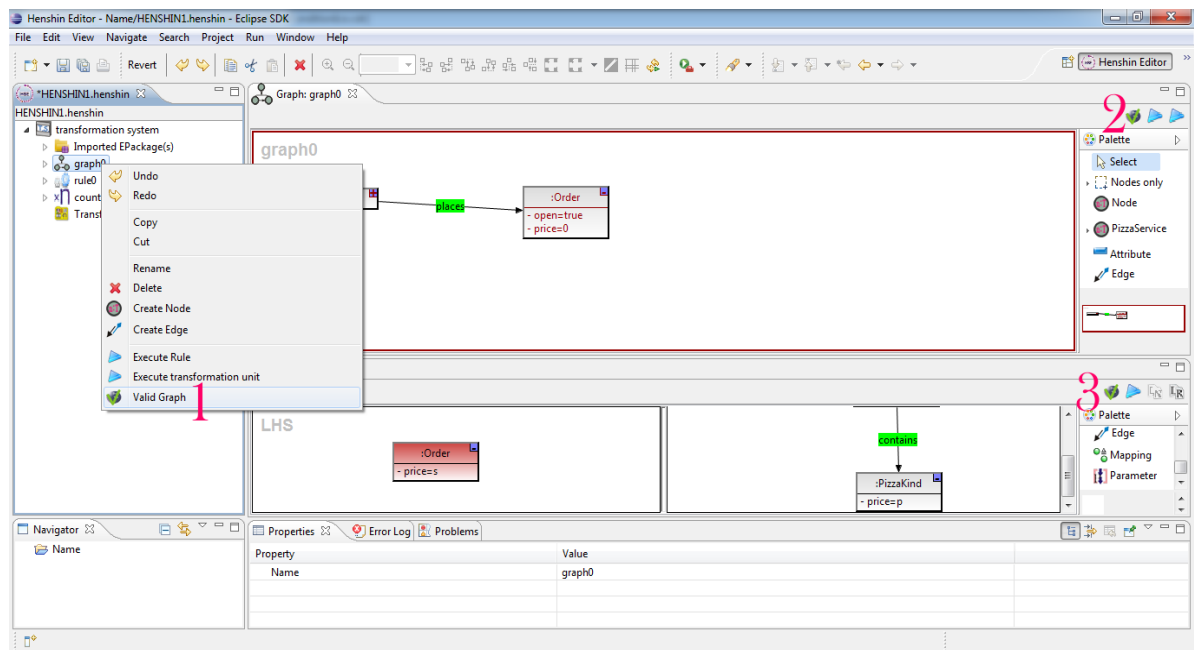 Henshin Editor - Name/HENSHIN1.henshin - Eclipse SDK
File Edit View Navigate Search Project Run Window Help
Revert
Henshin Editor
»
*HENSHIN1.henshin
Graph: graph0
HENSHIN1.henshin
transformation system
Imported EPackage(s)
graph0
rule0
count
Transf
Undo
Redo
Copy
Cut
Rename
Delete
Create Node
Create Edge
Execute Rule
Execute transformation unit
Valid Graph
1
graph0
places
:Order
- open=true
- price=0
2
Palette
Select
Nodes only
Node
PizzaService
Attribute
Edge
3
LHS
:Order
- price=s
contains
:PizzaKind
- price=p
Palette
Edge
Mapping
Parameter
Navigator
Name
Properties
Error Log
Problems
Property Value
Name graph0